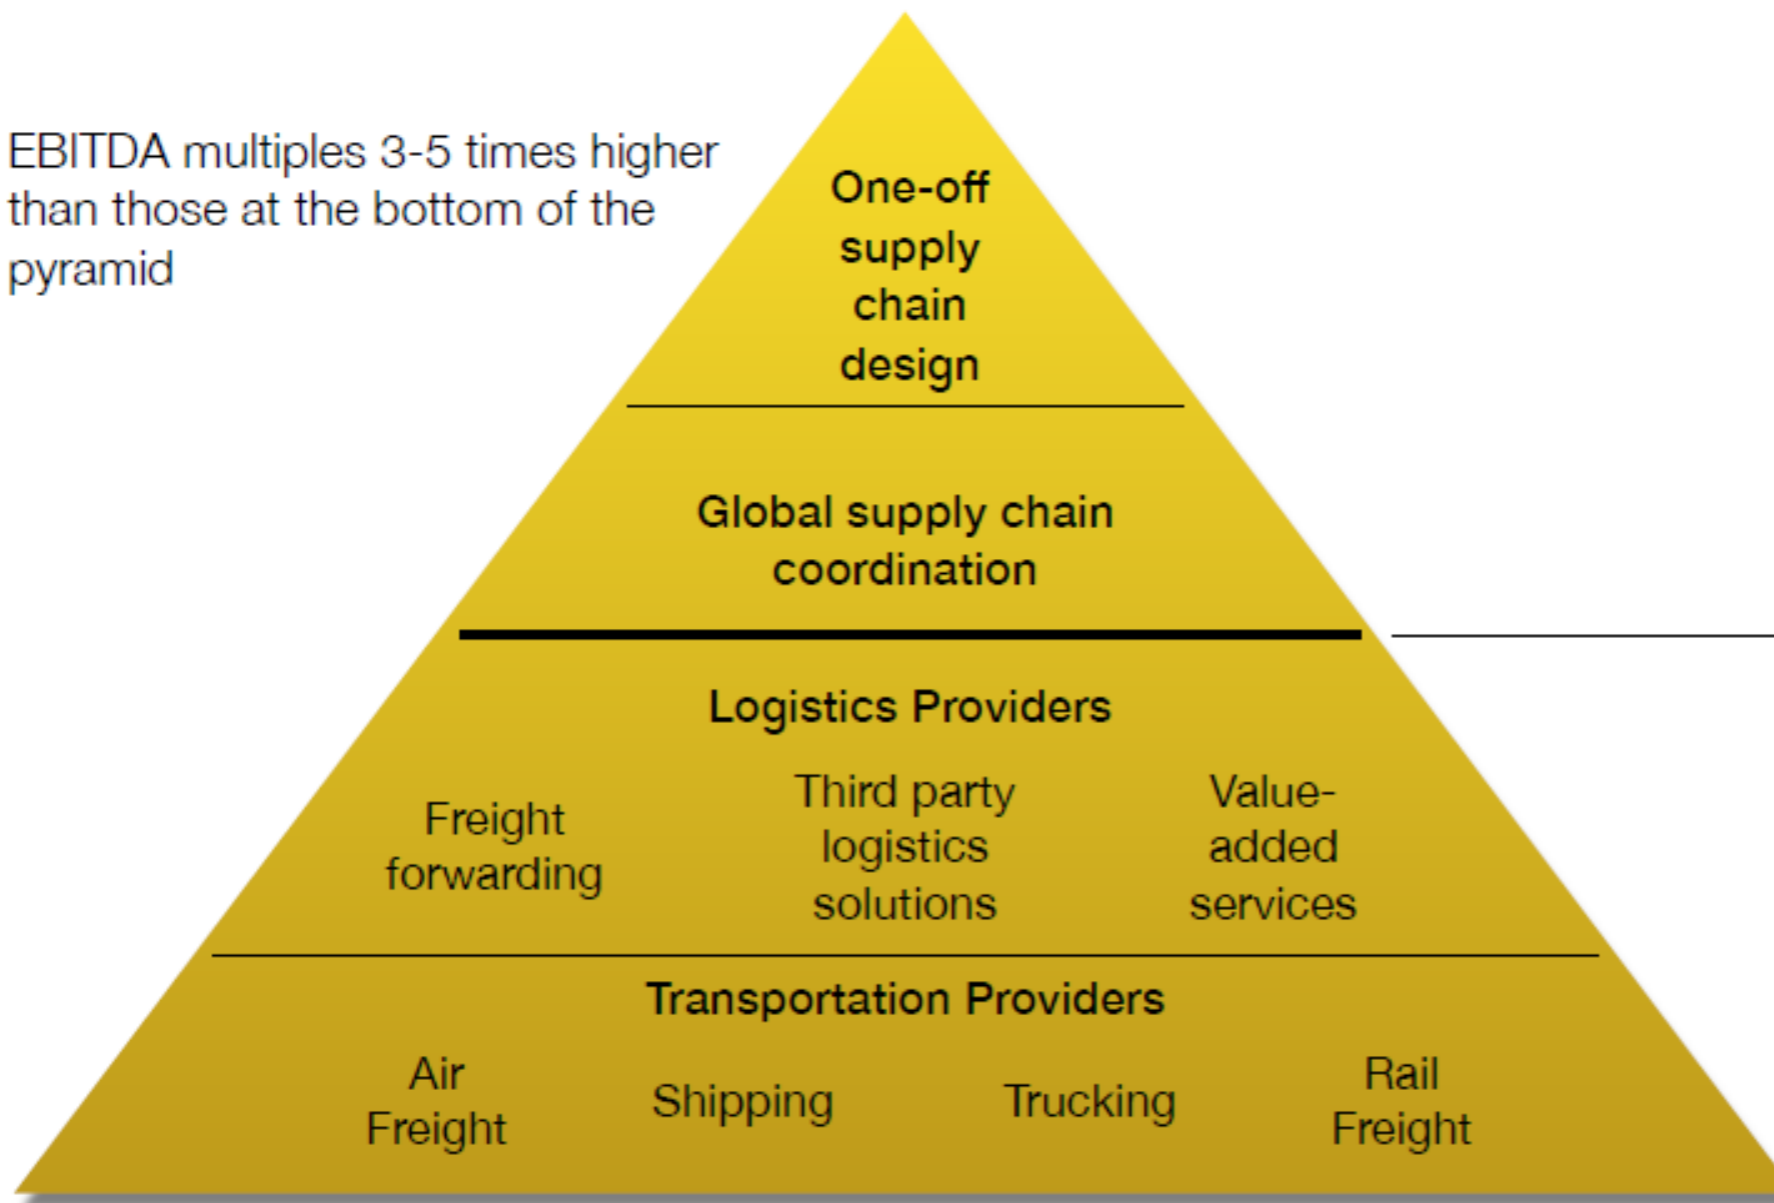 EBITDA multiples 3-5 times higher
than those at the bottom of the
pyramid
One-off
supply
chain
design
Global supply chain
coordination
Logistics Providers
Freight
forwarding
Third party
logistics
solutions
Value-
added
services
Transportation Providers
Air
Freight
Shipping
Trucking
Rail
Freight